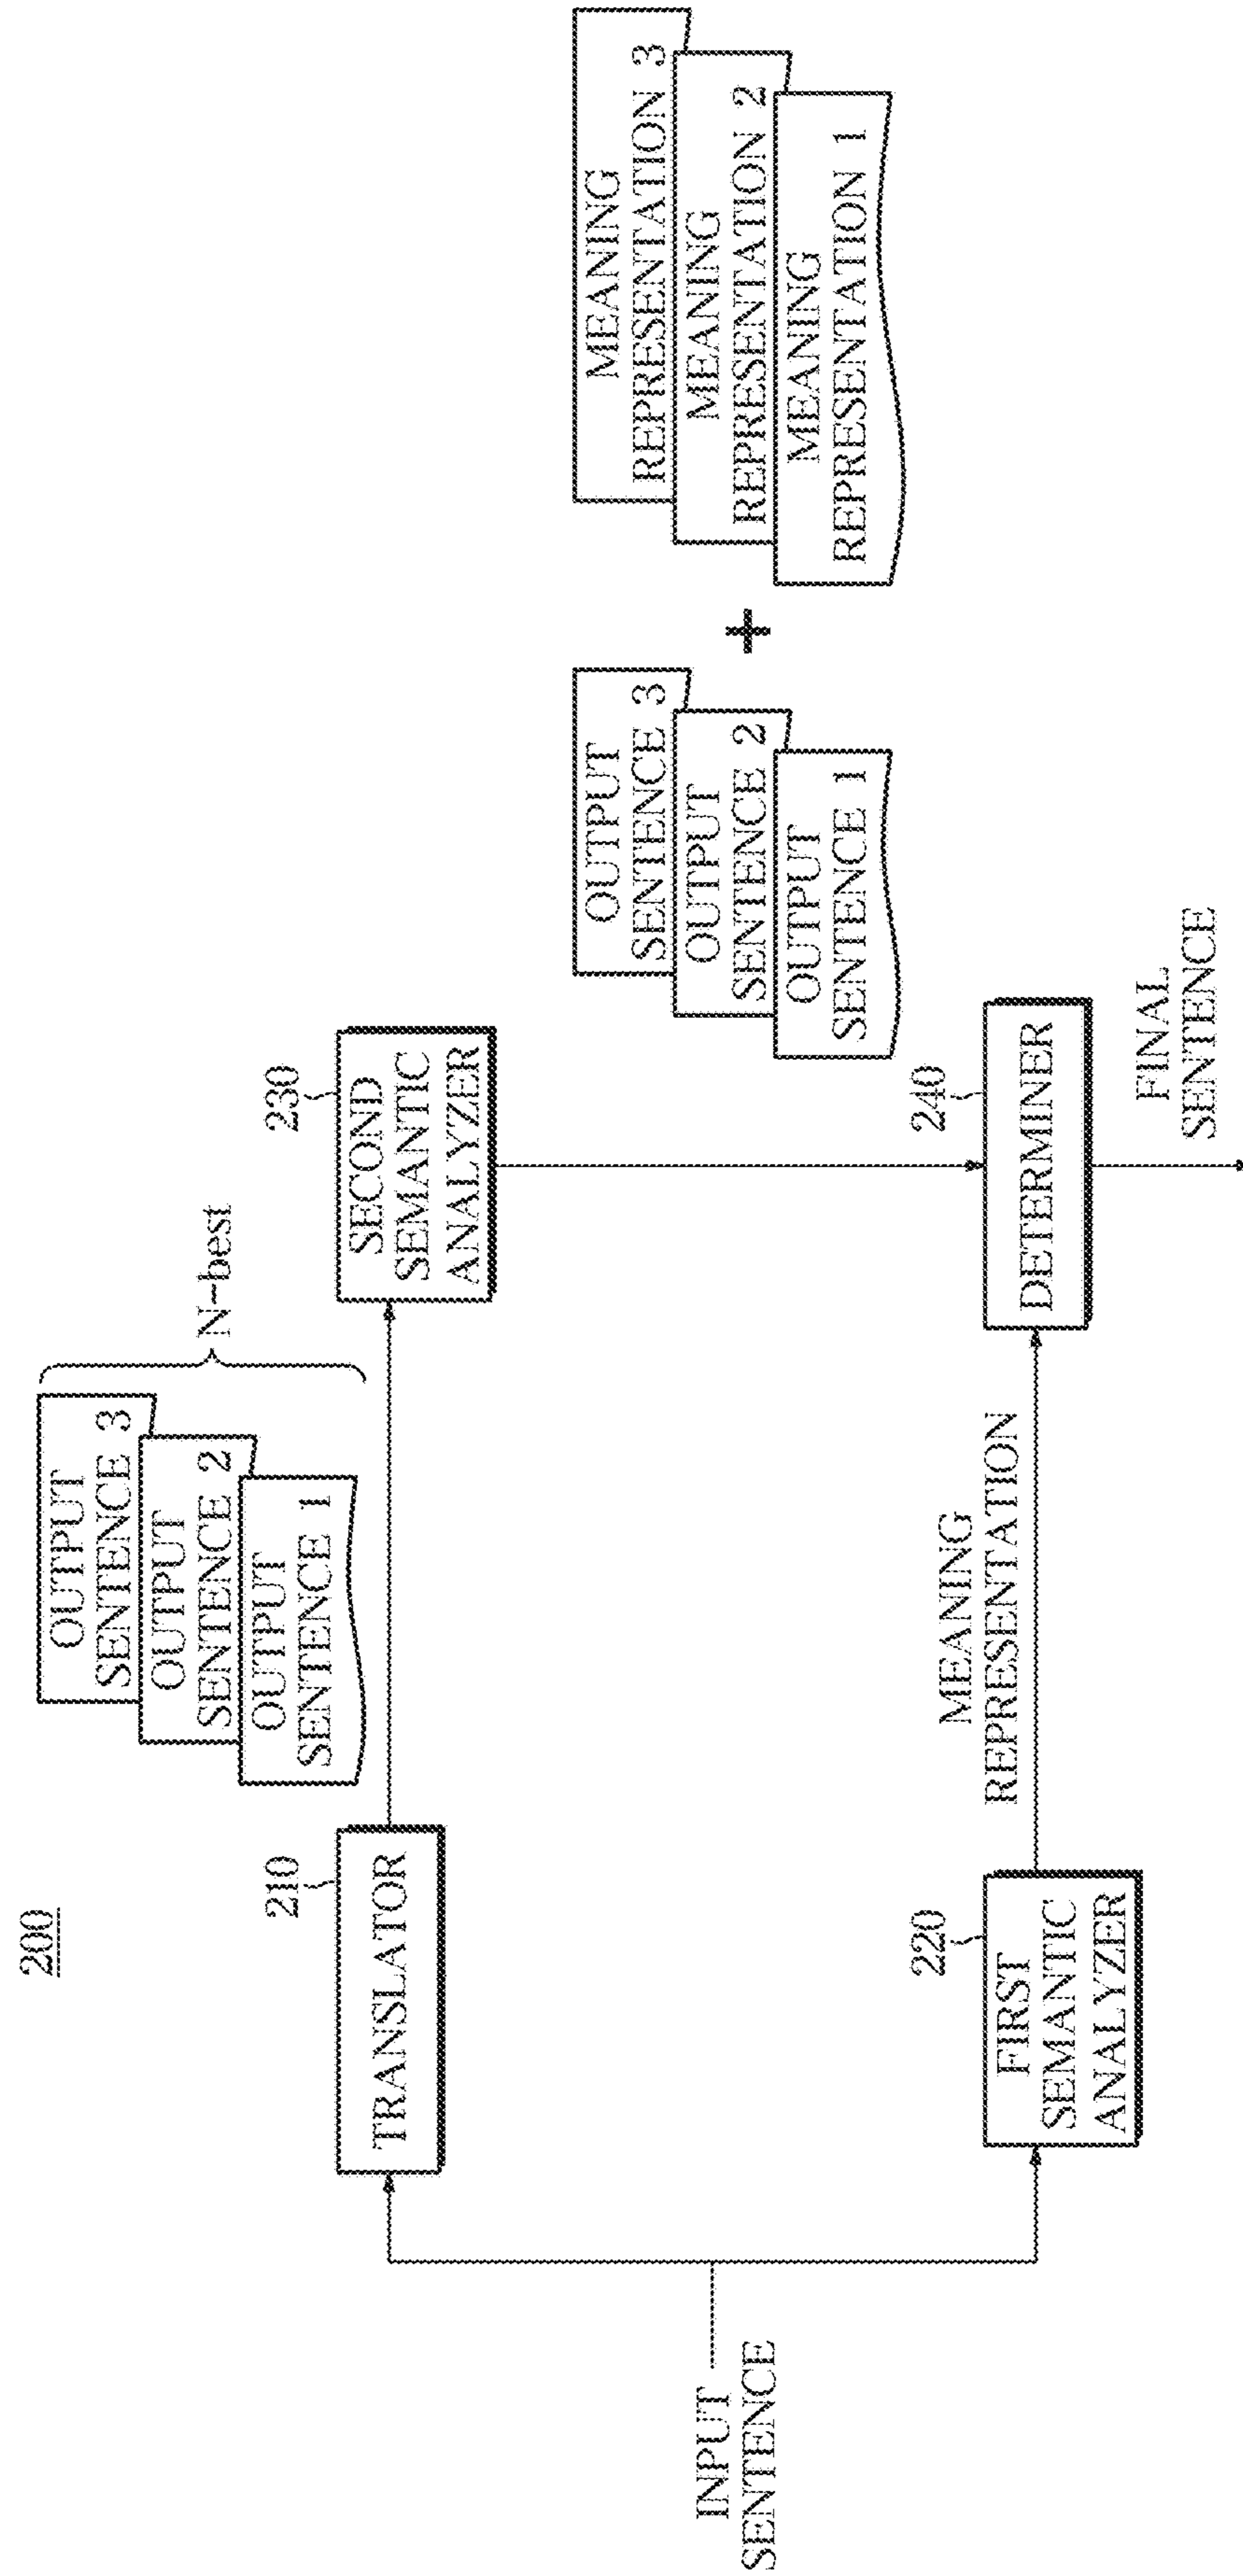 200
INPUT
SENTENCE
210
TRANSLATOR
OUTPUT
SENTENCE 3
OUTPUT
SENTENCE 2
OUTPUT
SENTENCE 1
N-best
230
SECOND
SEMANTIC
ANALYZER
220
FIRST
SEMANTIC
ANALYZER
MEANING
REPRESENTATION
OUTPUT
SENTENCE 3
OUTPUT
SENTENCE 2
OUTPUT
SENTENCE 1
+
MEANING
REPRESENTATION 3
MEANING
REPRESENTATION 2
MEANING
REPRESENTATION 1
240
DETERMINER
FINAL
SENTENCE